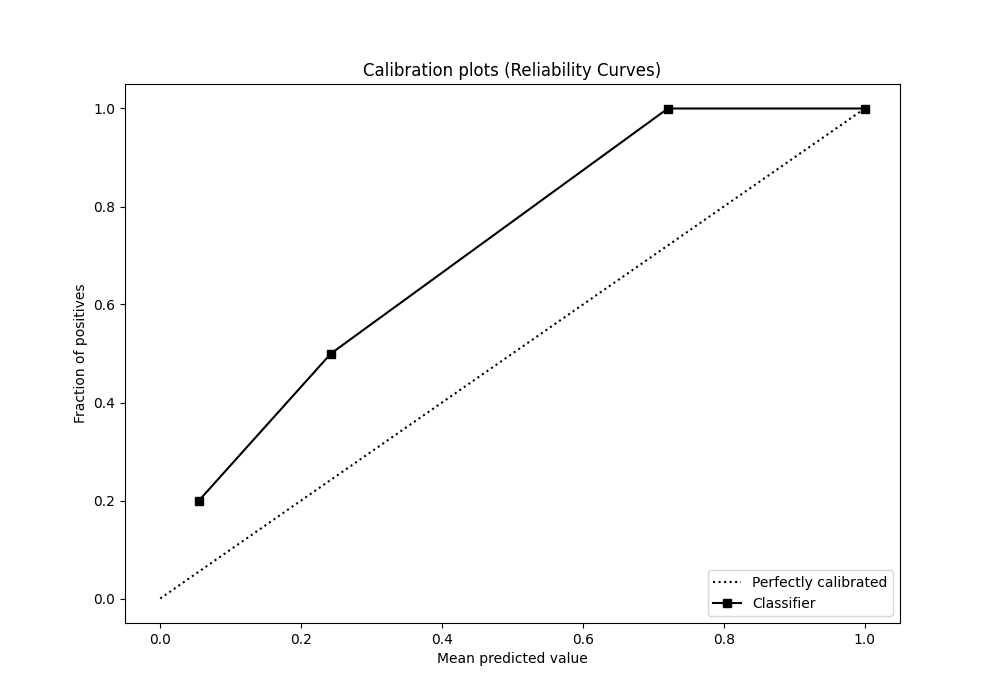 Calibration plots (Reliability Curves)
1.0
0.8
0.6
0.4
0.2
0.0
Fraction of positives
Perfectly calibrated
Classifier
0.0 0.2 0.4 0.6 0.8 1.0
Mean predicted value